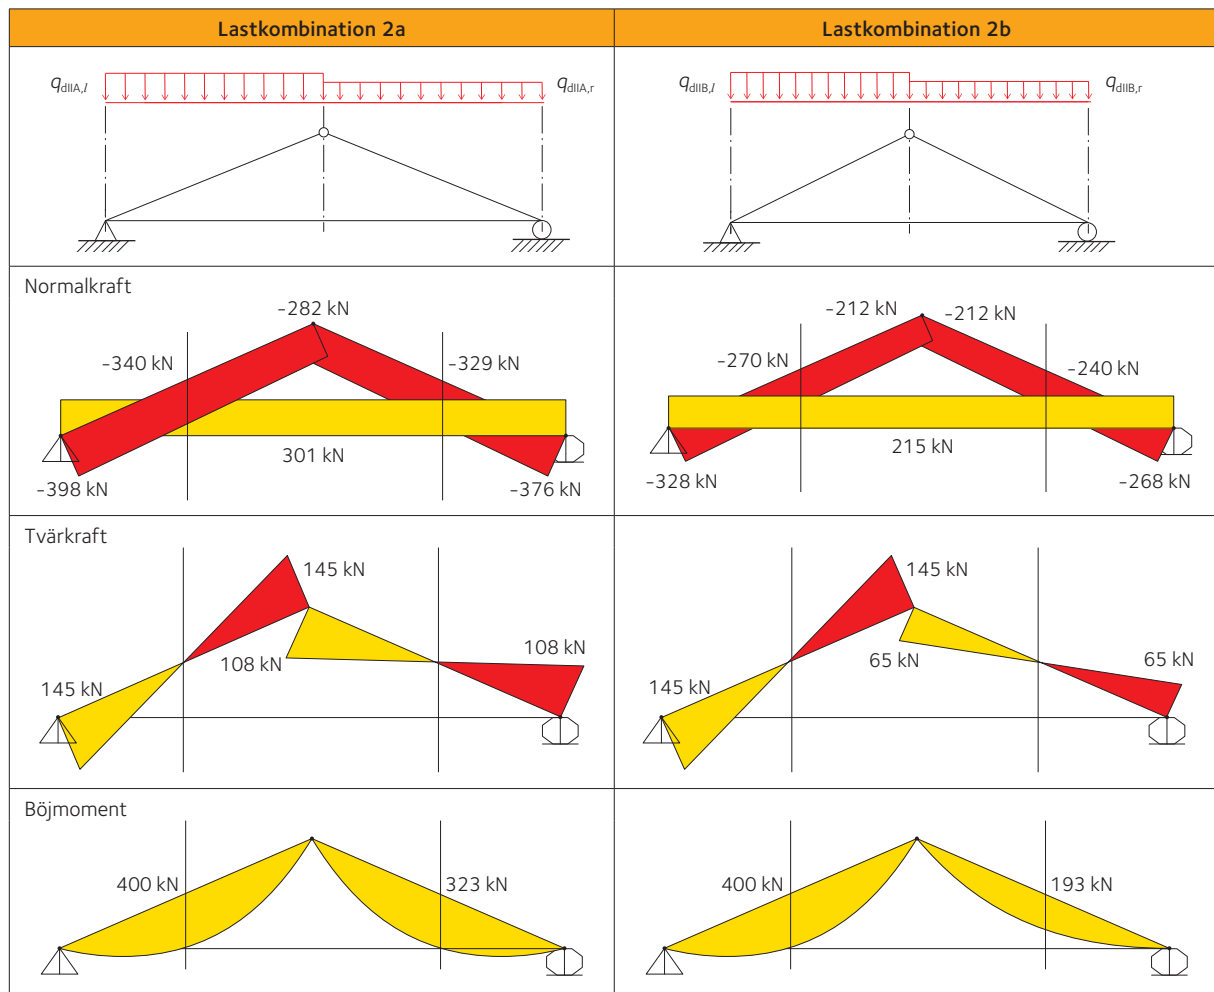 Lastkombination 2a
Lastkombination 2b
qdIIA,l
qdIIA,r
qdIIB,l
qdIIB,r
Normalkraft
-282 kN
-340 kN
-329 kN
301 kN
-398 kN
-376 kN
-212 kN
-212 kN
-270 kN
-240 kN
215 kN
-328 kN
-268 kN
Tvärkraft
145 kN
108 kN
108 kN
145 kN
145 kN
65 kN
65 kN
145 kN
Böjmoment
400 kN
323 kN
400 kN
193 kN